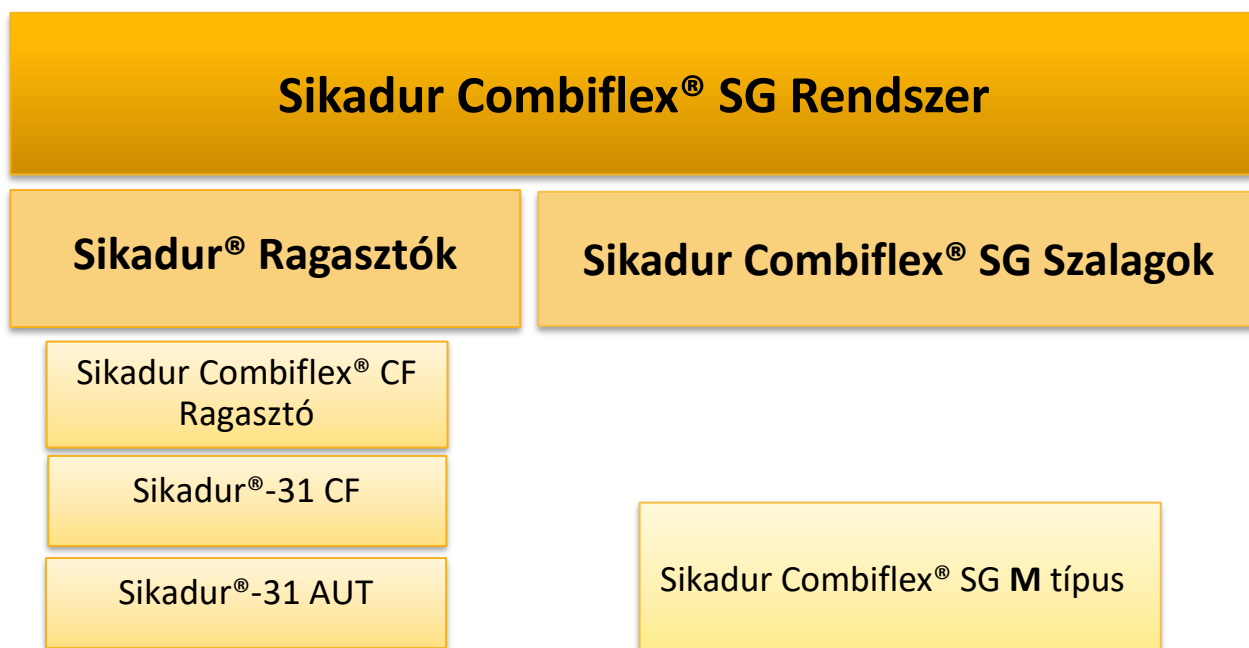 Sikadur Combiflex® SG Rendszer
Sikadur® Ragasztók
Sikadur Combiflex® SG Szalagok
Sikadur Combiflex® CF
Ragasztó
Sikadur®-31 CF
Sikadur®-31 AUT
Sikadur Combiflex® SG M típus